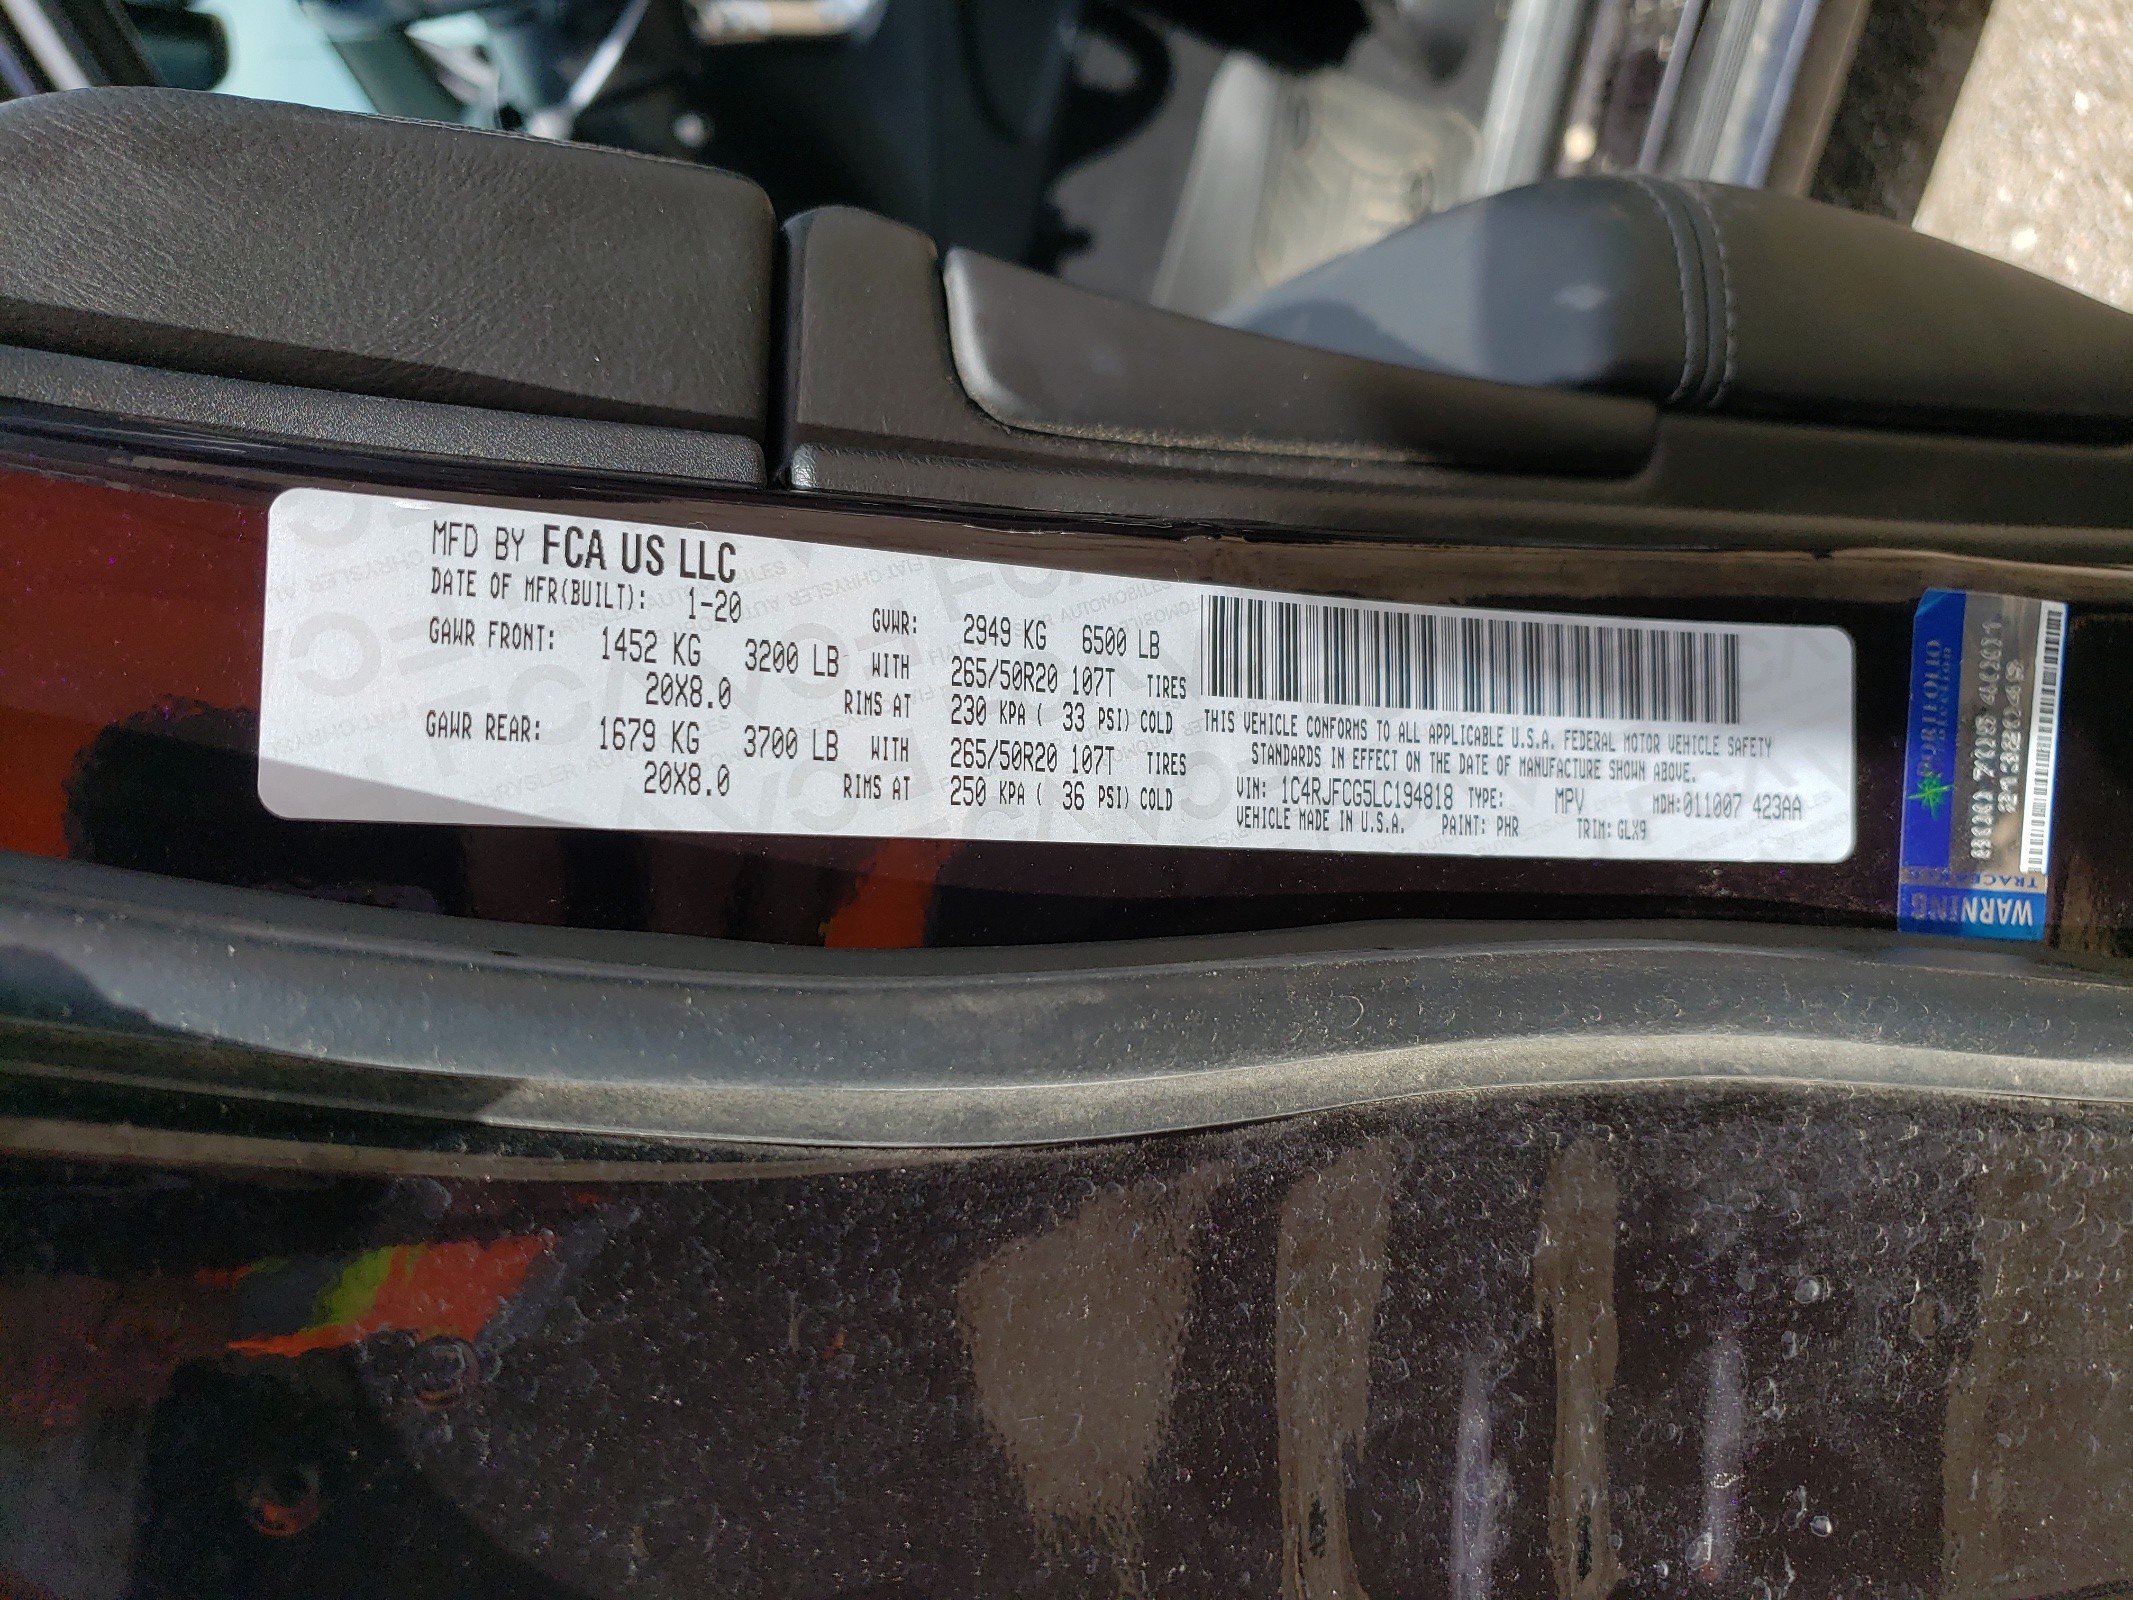 MFD BY FCA US LLC
DATE OF MFR(BUILT): 1-20
GVWR: 2949 KG 6500 LB
GAWR FRONT: 1452 KG 3200 LB WITH 265/50R20 107T TIRES
20X8.0 RIMS AT 230 KPA ( 33 PSI) COLD
GAWR REAR: 1679 KG 3700 LB WITH 265/50R20 107T TIRES
20X8.0 RIMS AT 250 KPA ( 36 PSI) COLD
THIS VEHICLE CONFORMS TO ALL APPLICABLE U.S.A. FEDERAL MOTOR VEHICLE SAFETY
STANDARDS IN EFFECT ON THE DATE OF MANUFACTURE SHOWN ABOVE.
VIN: 1C4RJFCG5LC194818 TYPE: MPV MDH:011007 423AA
VEHICLE MADE IN U.S.A. PAINT: PHR TRIM: GLX9
WARNING